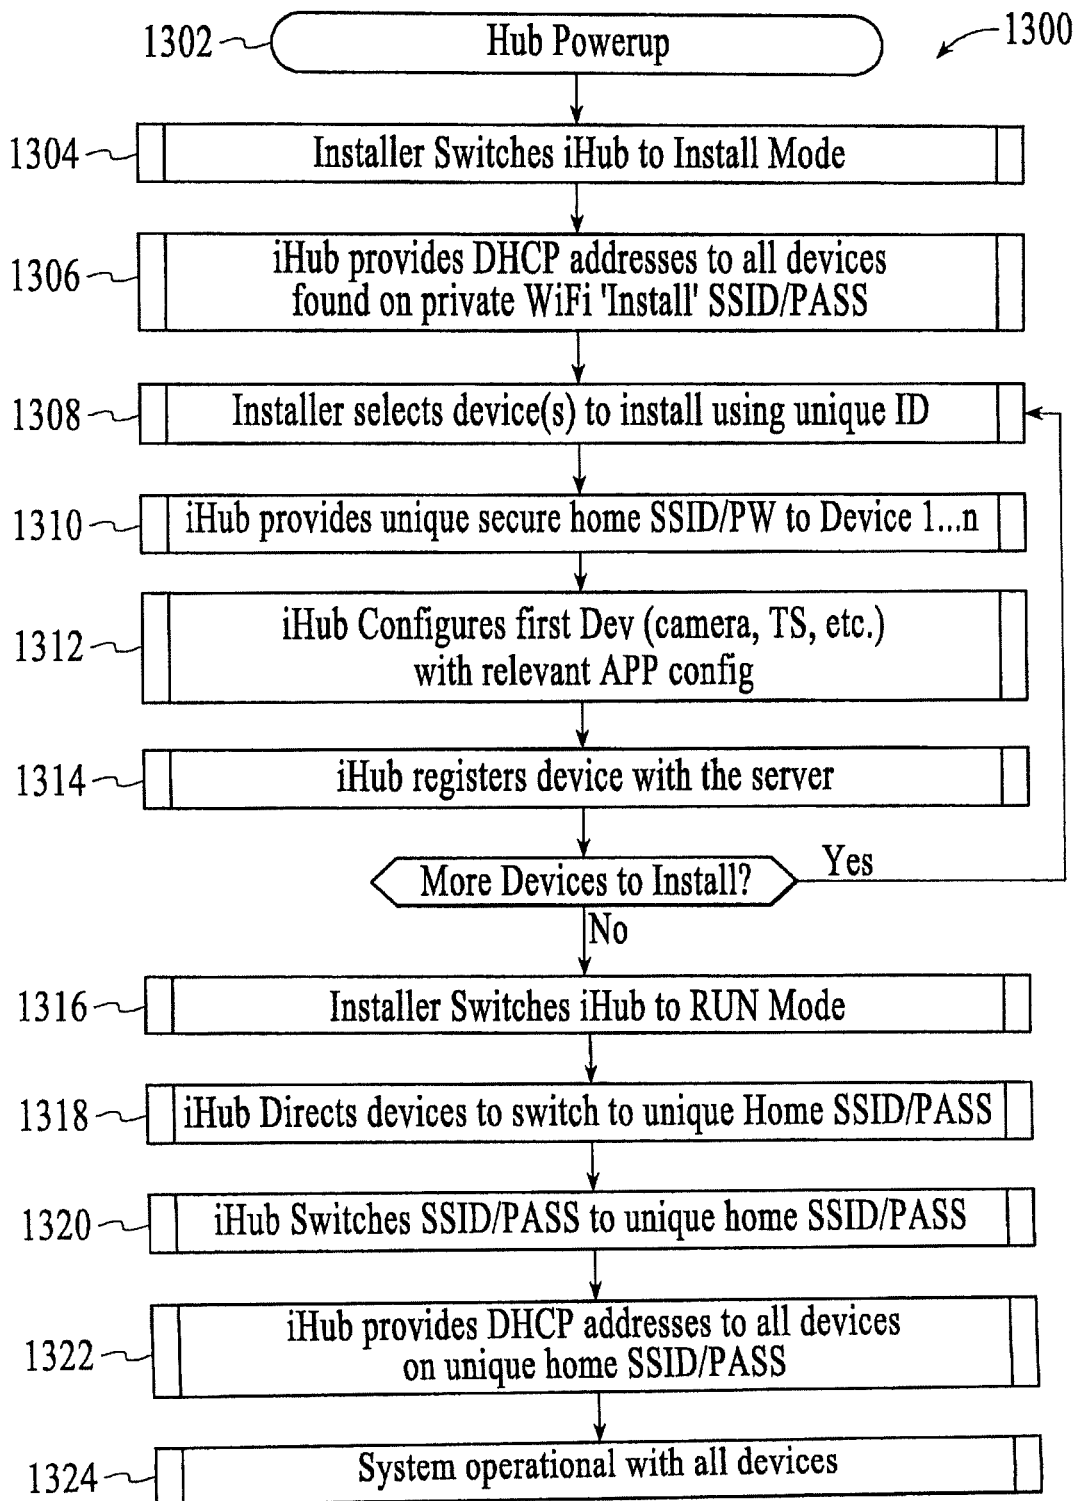 1302
Hub Powerup
1300
1304
Installer Switches iHub to Install Mode
1306
iHub provides DHCP addresses to all devices
found on private WiFi 'Install' SSID/PASS
1308
Installer selects device(s) to install using unique ID
1310
iHub provides unique secure home SSID/PW to Device 1...n
1312
iHub Configures first Dev (camera, TS, etc.)
with relevant APP config
1314
iHub registers device with the server
More Devices to Install?
Yes
No
1316
Installer Switches iHub to RUN Mode
1318
iHub Directs devices to switch to unique Home SSID/PASS
1320
iHub Switches SSID/PASS to unique home SSID/PASS
1322
iHub provides DHCP addresses to all devices
on unique home SSID/PASS
1324
System operational with all devices